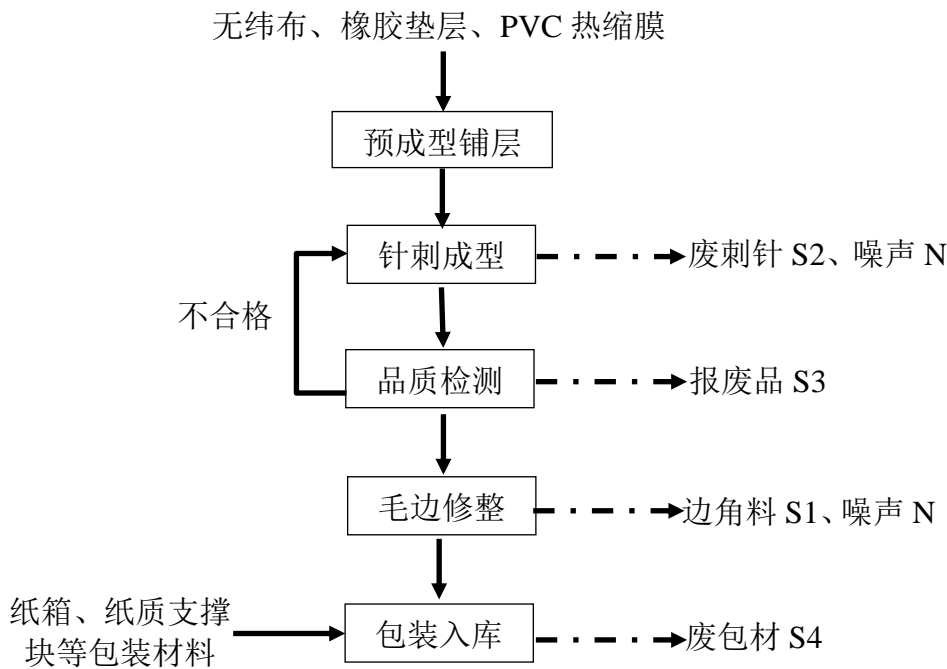 无纬布、橡胶垫层、PVC 热缩膜
预成型铺层
针刺成型
废刺针 S2、噪声 N
不合格
品质检测
报废品 S3
毛边修整
边角料 S1、噪声 N
纸箱、纸质支撑
块等包装材料
包装入库
废包材 S4